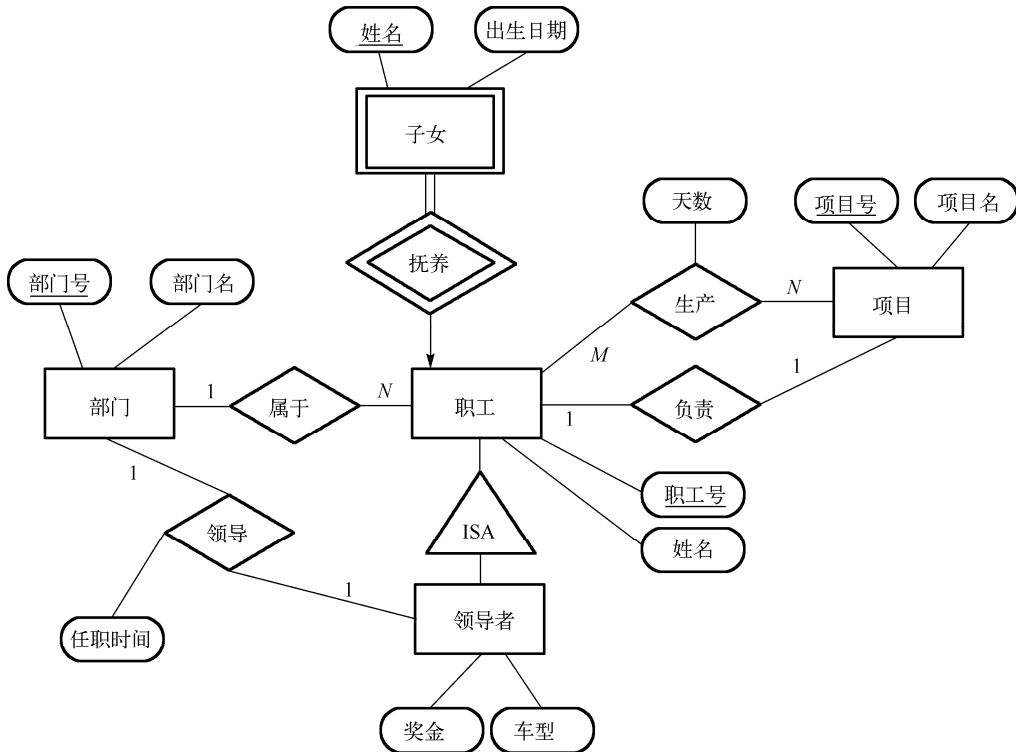 姓名
出生日期
子女
天数
项目号
项目名
抚养
部门号
部门名
生产
N
项目
M
1
部门
1
属于
N
职工
1
负责
1
职工号
ISA
姓名
领导
1
领导者
任职时间
奖金
车型